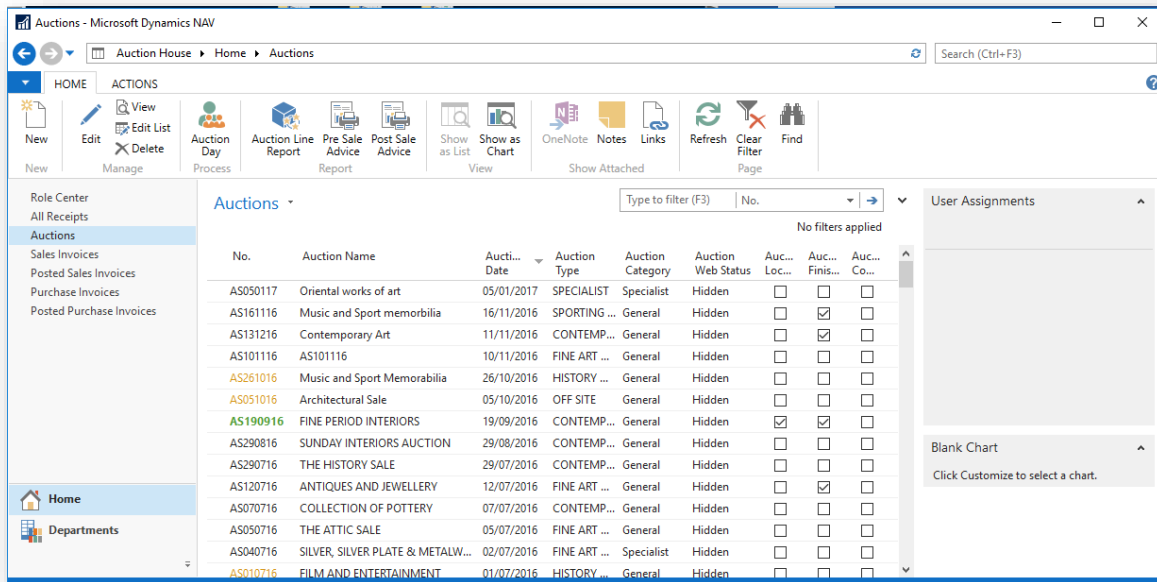 Auctions - Microsoft Dynamics NAV
Auction House Home Auctions
Search (Ctrl+F3)
HOME ACTIONS
New
Edit
View
Edit List
Delete
Auction Day
Auction Line Report
Pre Sale Advice
Post Sale Advice
Show as List
Show as Chart
OneNote
Notes
Links
Refresh
Clear Filter
Find
New Manage Process Report View Show Attached Page
Role Center
All Receipts
Auctions
Sales Invoices
Posted Sales Invoices
Purchase Invoices
Posted Purchase Invoices
Home
Departments
Auctions
Type to filter (F3) No.
No filters applied
No. Auction Name Aucti... Date Auction Type Auction Category Auction Web Status Auc... Loc... Auc... Finis... Auc... Co...
AS050117 Oriental works of art 05/01/2017 SPECIALIST Specialist Hidden
AS161116 Music and Sport memorbilia 16/11/2016 SPORTING ... General Hidden
AS131216 Contemporary Art 11/11/2016 CONTEMP... General Hidden
AS101116 AS101116 10/11/2016 FINE ART ... General Hidden
AS261016 Music and Sport Memorabilia 26/10/2016 HISTORY ... General Hidden
AS051016 Architectural Sale 05/10/2016 OFF SITE General Hidden
AS190916 FINE PERIOD INTERIORS 19/09/2016 CONTEMP... General Hidden
AS290816 SUNDAY INTERIORS AUCTION 29/08/2016 CONTEMP... General Hidden
AS290716 THE HISTORY SALE 29/07/2016 CONTEMP... General Hidden
AS120716 ANTIQUES AND JEWELLERY 12/07/2016 FINE ART ... General Hidden
AS070716 COLLECTION OF POTTERY 07/07/2016 CONTEMP... General Hidden
AS050716 THE ATTIC SALE 05/07/2016 FINE ART ... General Hidden
AS040716 SILVER, SILVER PLATE & METALW... 02/07/2016 FINE ART ... Specialist Hidden
AS010716 FILM AND ENTERTAINMENT 01/07/2016 HISTORY ... General Hidden
User Assignments
Blank Chart
Click Customize to select a chart.